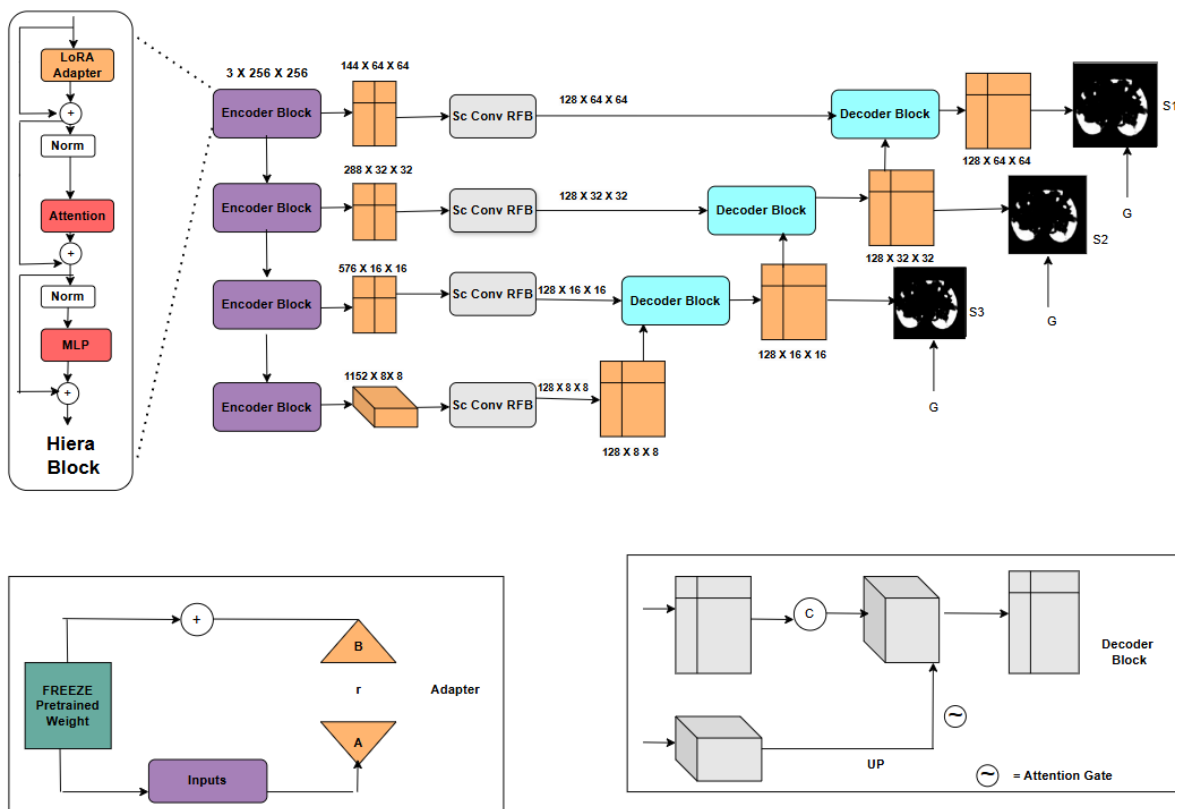 LoRA
Adapter
+
Norm
Attention
+
Norm
MLP
+
Hiera
Block
3 X 256 X 256
Encoder Block
144 X 64 X 64
Sc Conv RFB
128 X 64 X 64
Decoder Block
128 X 64 X 64
S1
G
Encoder Block
288 X 32 X 32
Sc Conv RFB
128 X 32 X 32
Decoder Block
128 X 32 X 32
S2
G
Encoder Block
576 X 16 X 16
Sc Conv RFB
128 X 16 X 16
Decoder Block
128 X 16 X 16
S3
G
Encoder Block
1152 X 8X 8
Sc Conv RFB
128 X 8 X 8
128 X 8 X 8
+
B
FREEZE
Pretrained
Weight
r
Adapter
A
Inputs
C
Decoder
Block
~
UP
~ = Attention Gate